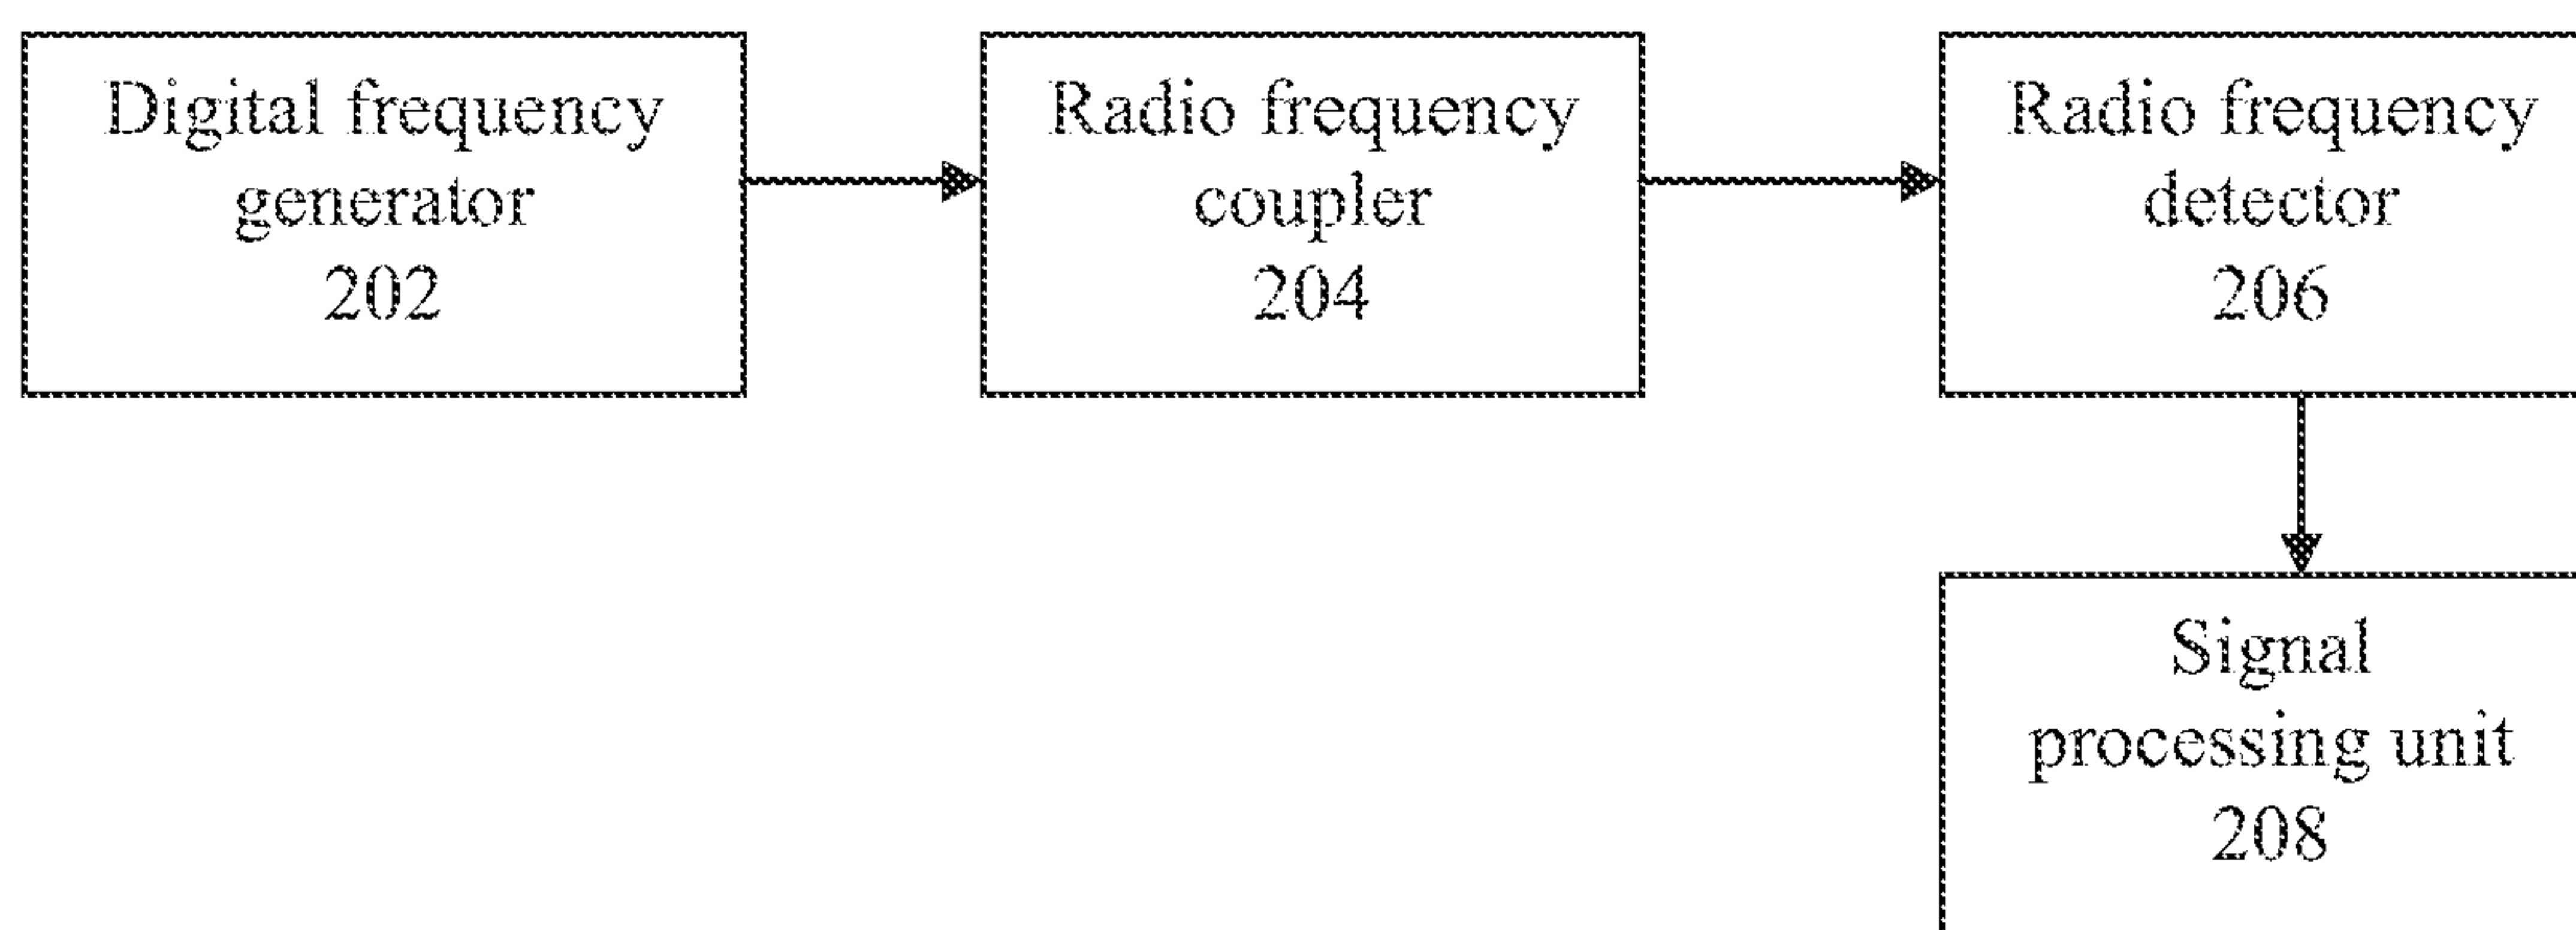 Digital frequency
generator
202
Radio frequency
coupler
204
Radio frequency
detector
206
Signal
processing unit
208